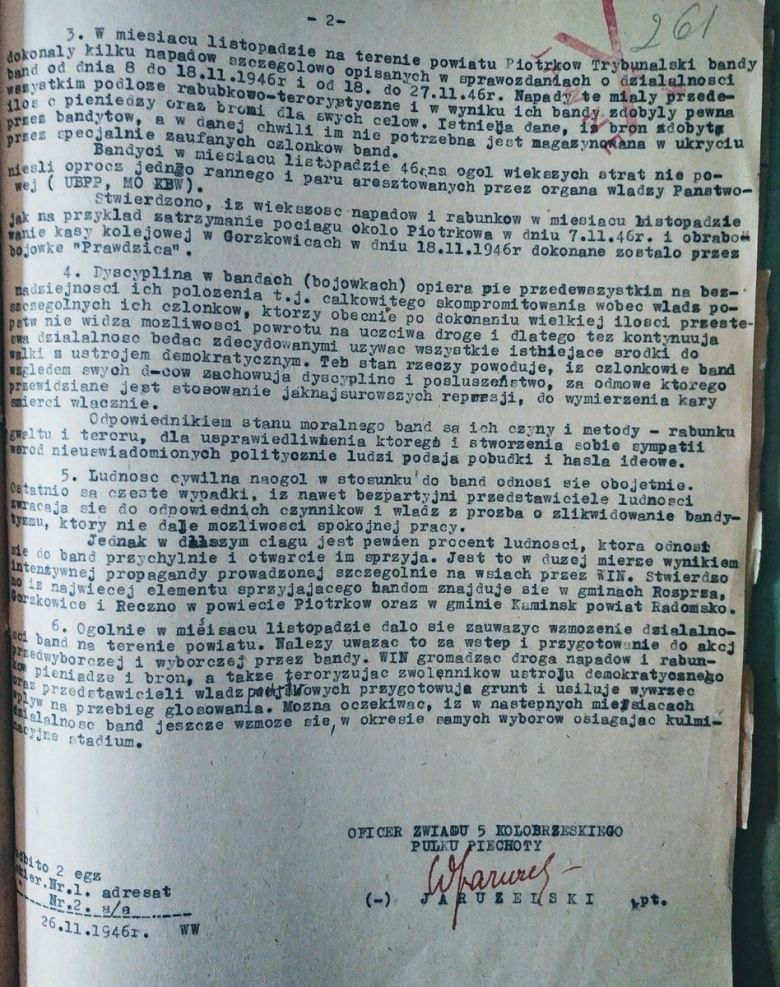 - 2-
261
3. W miesiacu listopadzie na terenie powiatu Piotrkow Trybunalski bandy
dokonaly kilku napadow szczegolowo opisanych w sprawozdaniach o dzialalnosci
band od dnia 8 do 18.11.1946r i od 18. do 27.11.46r. Napady te mialy przede-
wszystkim podloze rabubkowo-terorystyczne i w wyniku ich bandy zdobyly pewna
ilos c pieniedzy oraz bromi dla swych celow. Istnieja dane, iz bron zdobyta
przez bandytow, a w danej chwili im nie potrzebna jest magazynowana w ukryciu
przez specjalnie zaufanych czlonkow band.
Bandyci w miesiacu listopadzie 46r.na ogol wiekszych strat nie po-
niesli oprocz jednego rannego i paru aresztowanych przez organa wladzy Panstwo-
wej ( UBPP, MO KBW).
Stwierdzono, iz wiekszosc napadow i rabunkow w miesiacu listopadzie
jak na przyklad zatrzymanie pociagu okolo Piotrkowa w dniu 7.11.46r. i obrabo-
wanie kasy kolejowej w Gorzkowicach w dniu 18.11.1946r dokonane zostalo przez
bojowke "Prawdzica".
4. Dyscyplina w bandach (bojowkach) opiera pie przedewszystkim na bez-
nadziejnosci ich polozenia t.j. calkowitego skompromitowania wobec wladz po-
szczegolnych ich czlonkow, ktorzy obecnie po dokonaniu wielkiej ilosci przeste-
pstw nie widza mozliwosci powrotu na uczciwa droge i dlatego tez kontynuuja
swa dzialalnosc bedac zdecydowanymi uzywac wszystkie istniejace srodki do
walki z ustrojem demokratycznym. Teb stan rzeczy powoduje, iz czlonkowie band
wzgledem swych d-cow zachowuja dyscypline i posluszenstwo, za odmowe ktorego
przewidziane jest stosowanie jaknajsurowszych represji, do wymierzenia kary
smierci wlacznie.
Odpowiednikiem stanu moralnego band sa ich czyny i metody - rabunku
gwaltu i teroru, dla usprawiedliwnenia ktorego i stworzenia sobie sympatii
wsrod nieuswiadomionych politycznie ludzi podaja pobudki i hasla ideowe.
5. Ludnosc cywilna naogol w stosunku do band odnosi sie obojetnie.
Ostatnio sa czeste wypadki, iz nawet bezpartyjni przedstawiciele ludnosci
zwracaja sie do odpowiednich czynnikow i wladz z prozba o zlikwidowanie bandy-
tyzmu, ktory nie daje mozliwosci spokojnej pracy.
Jednak w dalszym ciagu jest pewien procent ludnosci, ktora odnosi
sie do band przychylnie i otwarcie im sprzyja. Jest to w duzej mierze wynikiem
intenzywnej propagandy prowadzonej szczegolnie na wsiach przez WIN. Stwierdzo
no iz najwiecej elementu sprzyjajacego bandom znajduje sie w gminach Rozprza,
Gorzkowice i Reczno w powiecie Piotrkow oraz w gminie Kaminsk powiat Radomsko.
6. Ogolnie w miesiacu listopadzie dalo sie zauwazyc wzmozenie dzialalno-
sci band na terenie powiatu. Nalezy uwazac to za wstep i przygotowanie do akcj
przedwyborczej i wyborczej przez bandy. WIN gromadzac droga napadow i rabun-
kow pieniadze i bron, a takze teroryzujac zwolennikow ustroju demokratycznego
oraz przedstawicieli wladz przygotowuja grunt i usiluje wywrzec
wplyw na przebieg glosowania. Mozna oczekiwac, iz w nastepnych miesiacach
dzialalnosc band jeszcze wzmoze sie, w okresie samych wyborow osiagajac kulmi-
nacyjne stadium.
OFICER ZWIADU 5 KOLOBRZESKIEGO
PULKU PIECHOTY
WJaruzel
(-) JARUZELSKI ,pt.
odbito 2 egz
kier.Nr.1. adresat
Nr.2. a/a
26.11.1946r. WW